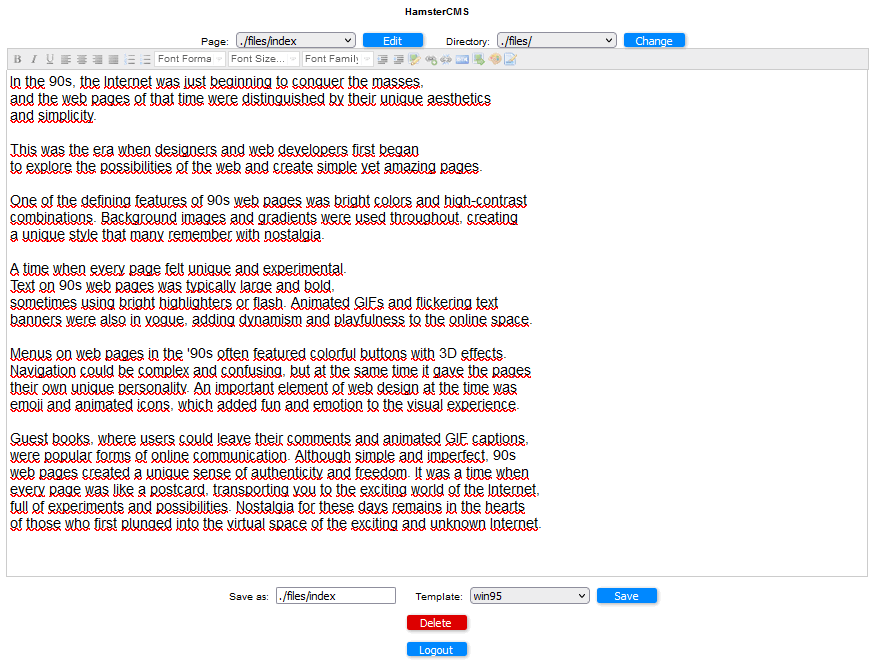 HamsterCMS
Page: ./files/index Edit Directory: ./files/ Change
B I U Font Forma Font Size... Font Family
In the 90s, the Internet was just beginning to conquer the masses,
and the web pages of that time were distinguished by their unique aesthetics
and simplicity.
This was the era when designers and web developers first began
to explore the possibilities of the web and create simple yet amazing pages.
One of the defining features of 90s web pages was bright colors and high-contrast
combinations. Background images and gradients were used throughout, creating
a unique style that many remember with nostalgia.
A time when every page felt unique and experimental.
Text on 90s web pages was typically large and bold,
sometimes using bright highlighters or flash. Animated GIFs and flickering text
banners were also in vogue, adding dynamism and playfulness to the online space.
Menus on web pages in the '90s often featured colorful buttons with 3D effects.
Navigation could be complex and confusing, but at the same time it gave the pages
their own unique personality. An important element of web design at the time was
emoji and animated icons, which added fun and emotion to the visual experience.
Guest books, where users could leave their comments and animated GIF captions,
were popular forms of online communication. Although simple and imperfect, 90s
web pages created a unique sense of authenticity and freedom. It was a time when
every page was like a postcard, transporting you to the exciting world of the Internet,
full of experiments and possibilities. Nostalgia for these days remains in the hearts
of those who first plunged into the virtual space of the exciting and unknown Internet.
Save as: ./files/index Template: win95 Save
Delete
Logout